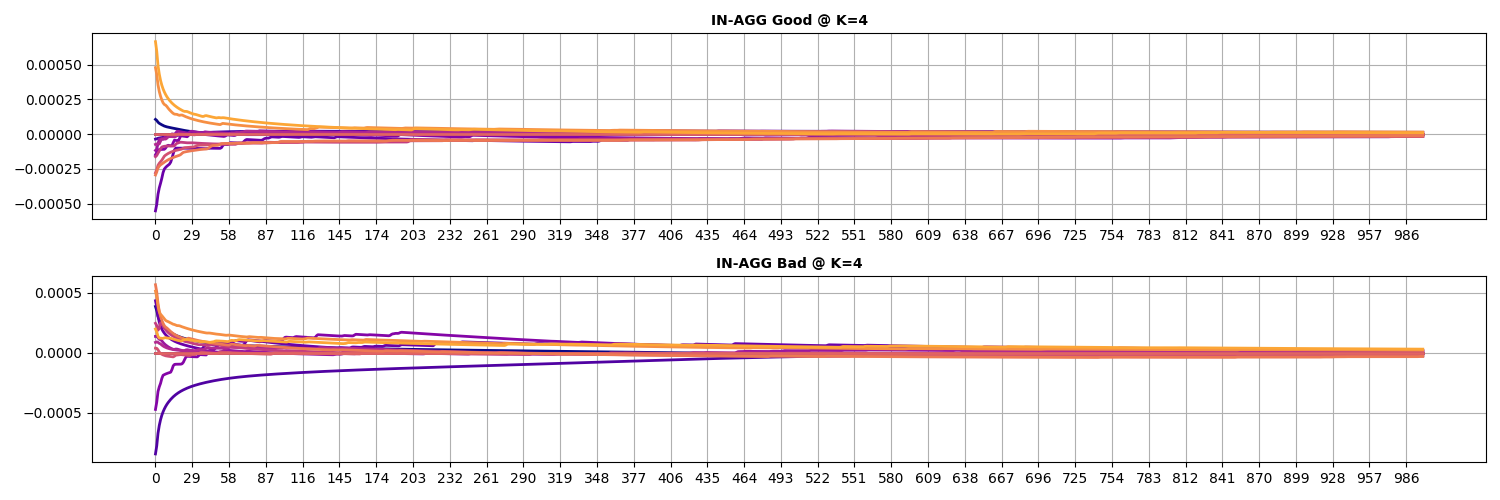 IN-AGG Good @ K=4
0.00050
0.00025
0.00000
−0.00025
−0.00050
0 29 58 87 116 145 174 203 232 261 290 319 348 377 406 435 464 493 522 551 580 609 638 667 696 725 754 783 812 841 870 899 928 957 986
IN-AGG Bad @ K=4
0.0005
0.0000
−0.0005
0 29 58 87 116 145 174 203 232 261 290 319 348 377 406 435 464 493 522 551 580 609 638 667 696 725 754 783 812 841 870 899 928 957 986